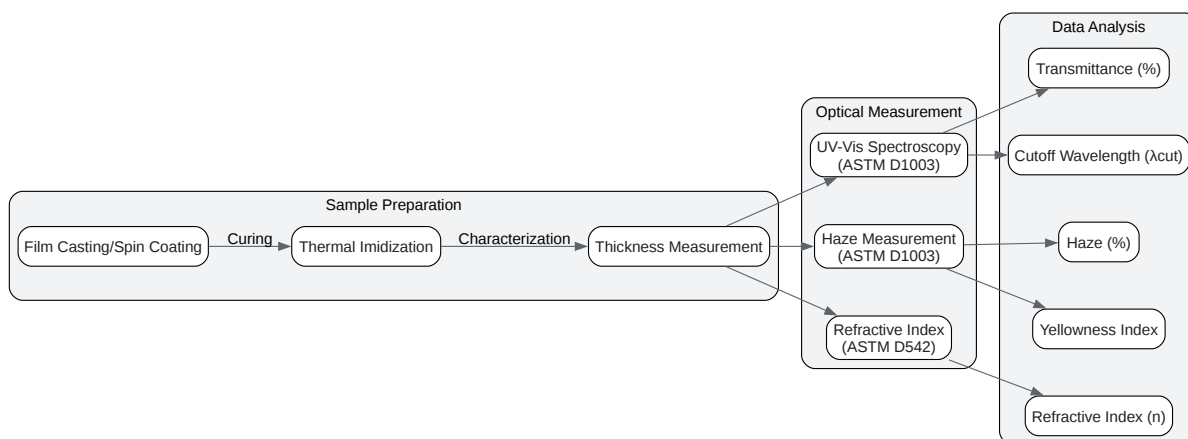 Data Analysis
Transmittance (%)
Optical Measurement
UV-Vis Spectroscopy
(ASTM D1003)
Cutoff Wavelength (λcut)
Sample Preparation
Film Casting/Spin Coating
Curing
Thermal Imidization
Characterization
Thickness Measurement
Haze Measurement
(ASTM D1003)
Haze (%)
Refractive Index
(ASTM D542)
Yellowness Index
Refractive Index (n)